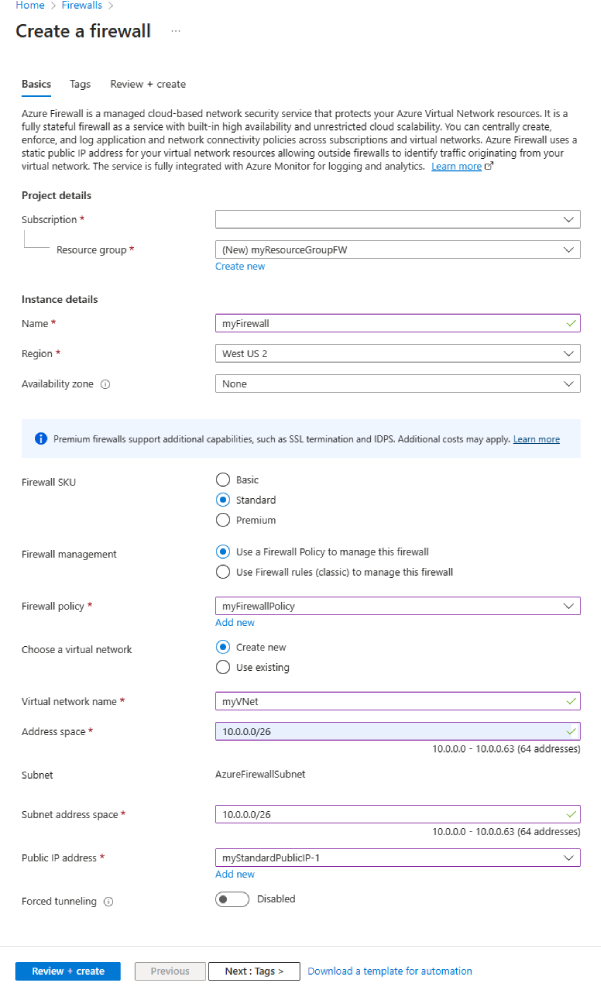 Home > Firewalls >
Create a firewall ...
Basics Tags Review + create
Azure Firewall is a managed cloud-based network security service that protects your Azure Virtual Network resources. It is a
fully stateful firewall as a service with built-in high availability and unrestricted cloud scalability. You can centrally create,
enforce, and log application and network connectivity policies across subscriptions and virtual networks. Azure Firewall uses a
static public IP address for your virtual network resources allowing outside firewalls to identify traffic originating from your
virtual network. The service is fully integrated with Azure Monitor for logging and analytics. Learn more
Project details
Subscription *
Resource group * (New) myResourceGroupFW
Create new
Instance details
Name * myFirewall
Region * West US 2
Availability zone None
Premium firewalls support additional capabilities, such as SSL termination and IDPS. Additional costs may apply. Learn more
Firewall SKU Basic
Standard
Premium
Firewall management Use a Firewall Policy to manage this firewall
Use Firewall rules (classic) to manage this firewall
Firewall policy * myFirewallPolicy
Add new
Choose a virtual network Create new
Use existing
Virtual network name * myVNet
Address space * 10.0.0.0/26
10.0.0.0 - 10.0.0.63 (64 addresses)
Subnet AzureFirewallSubnet
Subnet address space * 10.0.0.0/26
10.0.0.0 - 10.0.0.63 (64 addresses)
Public IP address * myStandardPublicIP-1
Add new
Forced tunneling Disabled
Review + create Previous Next : Tags > Download a template for automation